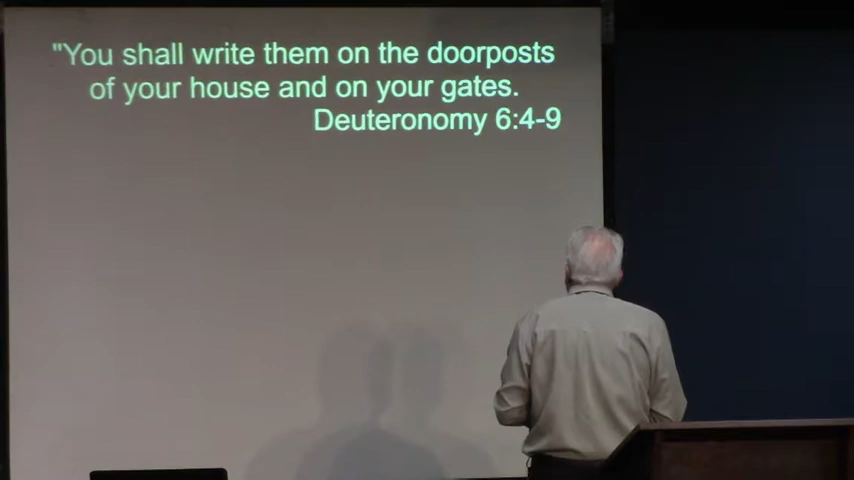 "You shall write them on the doorposts
of your house and on your gates.
Deuteronomy 6:4-9